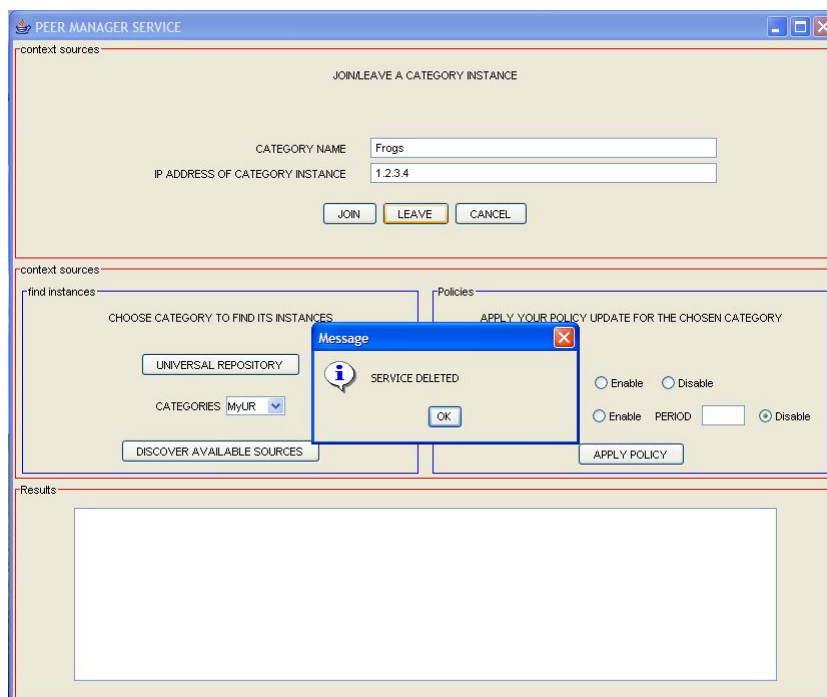 PEER MANAGER SERVICE
context sources
JOIN/LEAVE A CATEGORY INSTANCE
CATEGORY NAME Frogs
IP ADDRESS OF CATEGORY INSTANCE 1.2.3.4
JOIN LEAVE CANCEL
context sources
find instances
CHOOSE CATEGORY TO FIND ITS INSTANCES
UNIVERSAL REPOSITORY
CATEGORIES MyUR
DISCOVER AVAILABLE SOURCES
Policies
APPLY YOUR POLICY UPDATE FOR THE CHOSEN CATEGORY
Enable Disable
Enable PERIOD Disable
APPLY POLICY
Message
SERVICE DELETED
OK
Results